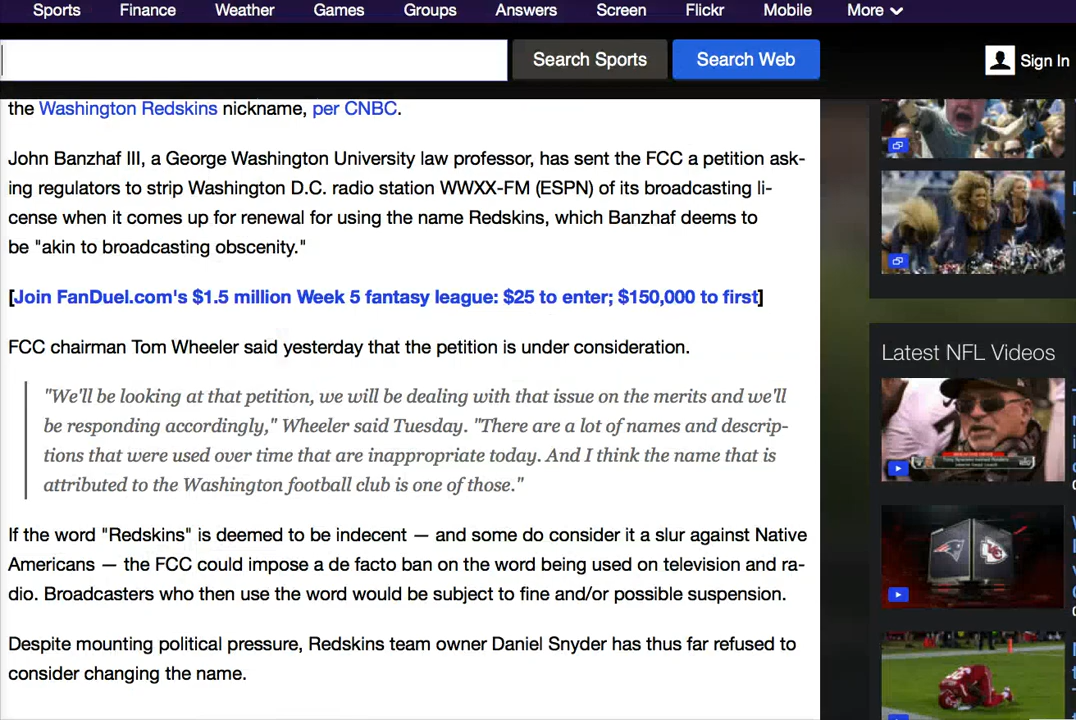 Sports Finance Weather Games Groups Answers Screen Flickr Mobile More
Search Sports Search Web Sign In
the Washington Redskins nickname, per CNBC.
John Banzhaf III, a George Washington University law professor, has sent the FCC a petition ask-
ing regulators to strip Washington D.C. radio station WWXX-FM (ESPN) of its broadcasting li-
cense when it comes up for renewal for using the name Redskins, which Banzhaf deems to
be "akin to broadcasting obscenity."
[Join FanDuel.com's $1.5 million Week 5 fantasy league: $25 to enter; $150,000 to first]
FCC chairman Tom Wheeler said yesterday that the petition is under consideration.
"We'll be looking at that petition, we will be dealing with that issue on the merits and we'll
be responding accordingly," Wheeler said Tuesday. "There are a lot of names and descrip-
tions that were used over time that are inappropriate today. And I think the name that is
attributed to the Washington football club is one of those."
If the word "Redskins" is deemed to be indecent — and some do consider it a slur against Native
Americans — the FCC could impose a de facto ban on the word being used on television and ra-
dio. Broadcasters who then use the word would be subject to fine and/or possible suspension.
Despite mounting political pressure, Redskins team owner Daniel Snyder has thus far refused to
consider changing the name.
Latest NFL Videos